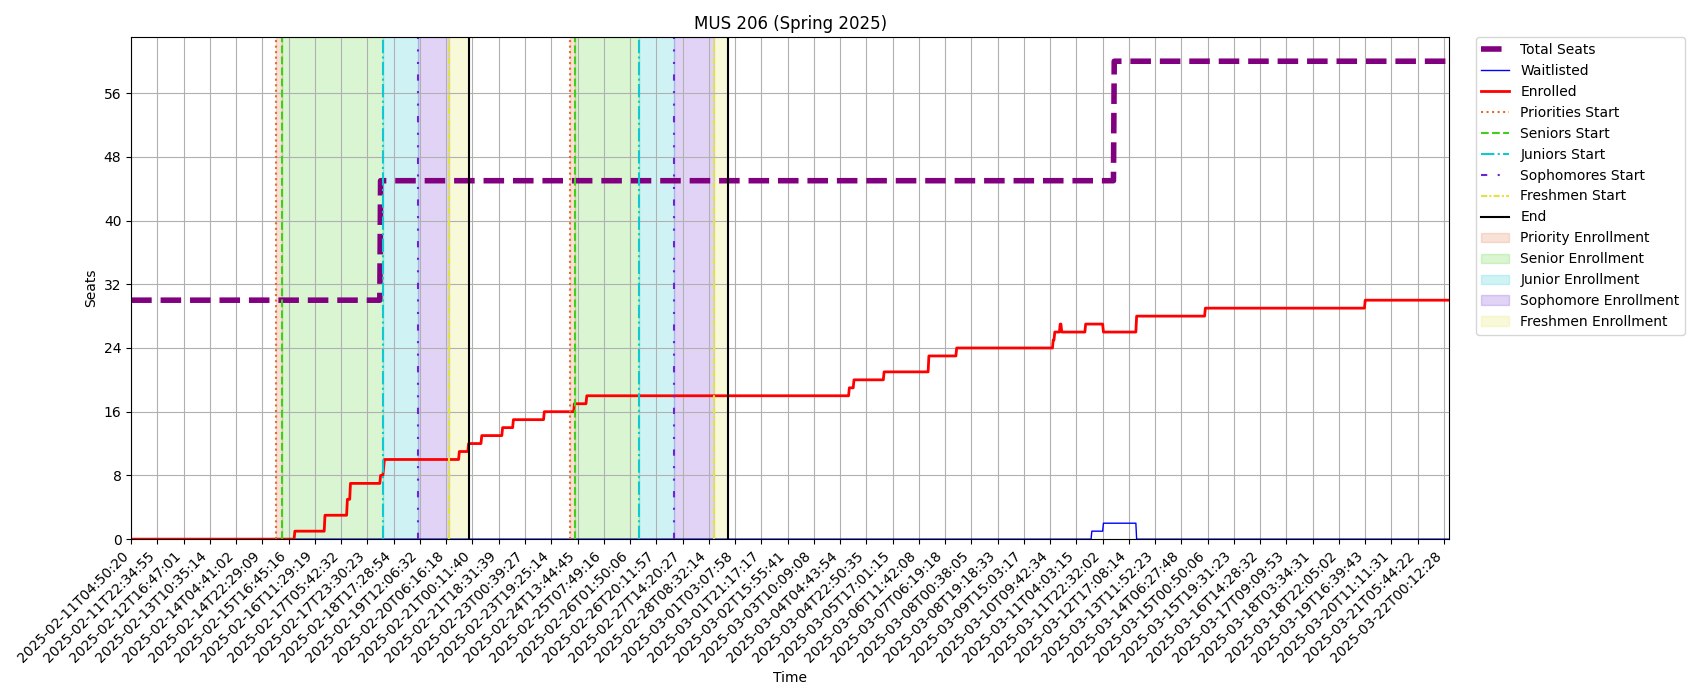 MUS 206 (Spring 2025)
Total Seats
Waitlisted
Enrolled
Priorities Start
Seniors Start
Juniors Start
Sophomores Start
Freshmen Start
End
Priority Enrollment
Senior Enrollment
Junior Enrollment
Sophomore Enrollment
Freshmen Enrollment
Seats
56
48
40
32
24
16
8
0
2025-02-11T04:50:20
2025-02-11T22:34:55
2025-02-12T16:47:01
2025-02-13T10:35:14
2025-02-14T04:41:02
2025-02-14T22:29:09
2025-02-15T16:45:16
2025-02-16T11:29:19
2025-02-17T05:42:32
2025-02-17T23:30:23
2025-02-18T17:28:54
2025-02-19T12:06:32
2025-02-20T06:16:18
2025-02-21T00:11:40
2025-02-21T18:31:39
2025-02-23T00:39:27
2025-02-23T19:25:14
2025-02-24T13:44:45
2025-02-25T07:49:16
2025-02-26T01:50:06
2025-02-26T20:11:57
2025-02-27T14:20:27
2025-02-28T08:32:14
2025-03-01T03:07:58
2025-03-01T21:17:17
2025-03-02T15:55:41
2025-03-03T10:09:08
2025-03-04T04:43:54
2025-03-04T22:50:35
2025-03-05T17:01:15
2025-03-06T11:42:08
2025-03-07T06:19:18
2025-03-08T00:38:05
2025-03-08T19:18:33
2025-03-09T15:03:17
2025-03-10T09:42:34
2025-03-11T04:03:15
2025-03-11T22:32:02
2025-03-12T17:08:14
2025-03-13T11:52:23
2025-03-14T06:27:48
2025-03-15T00:50:06
2025-03-15T19:31:23
2025-03-16T14:28:32
2025-03-17T09:09:53
2025-03-18T03:34:31
2025-03-18T22:05:02
2025-03-19T16:39:43
2025-03-20T11:11:31
2025-03-21T05:44:22
2025-03-22T00:12:28
Time